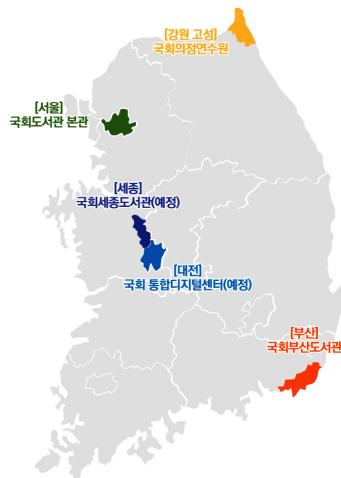 [강원 고성]
국회의정연수원
[서울]
국회도서관 본관
[세종]
국회세종도서관(예정)
[대전]
국회 통합디지털센터(예정)
[부산]
국회부산도서관